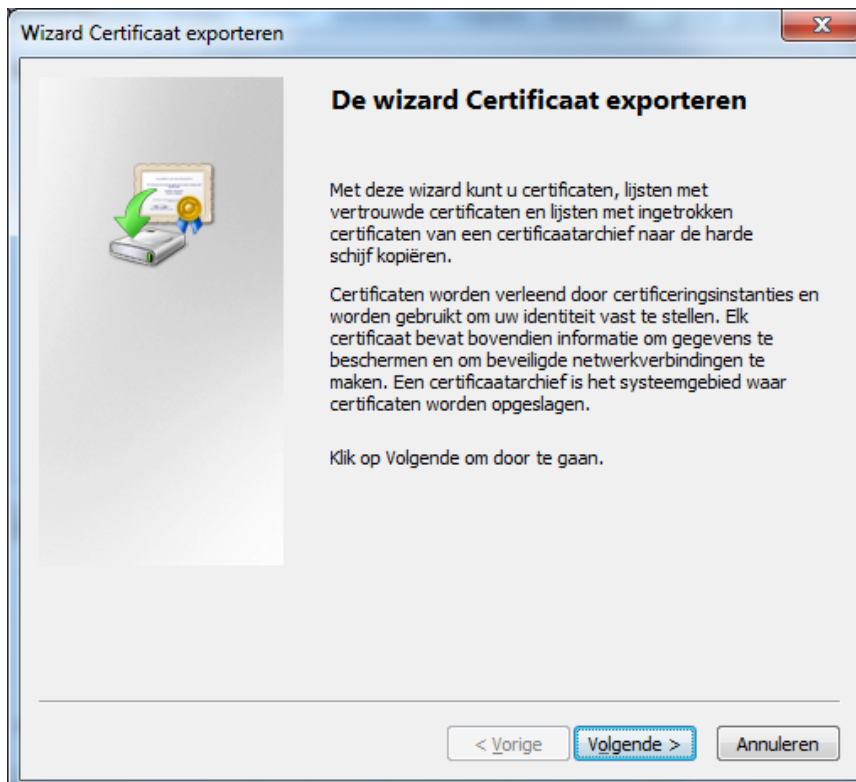 Wizard Certificaat exporteren
De wizard Certificaat exporteren
Met deze wizard kunt u certificaten, lijsten met
vertrouwde certificaten en lijsten met ingetrokken
certificaten van een certificaatarchief naar de harde
schijf kopiëren.
Certificaten worden verleend door certificeringsinstanties en
worden gebruikt om uw identiteit vast te stellen. Elk
certificaat bevat bovendien informatie om gegevens te
beschermen en om beveiligde netwerkverbindingen te
maken. Een certificaatarchief is het systeemgebied waar
certificaten worden opgeslagen.
Klik op Volgende om door te gaan.
< Vorige
Volgende >
Annuleren